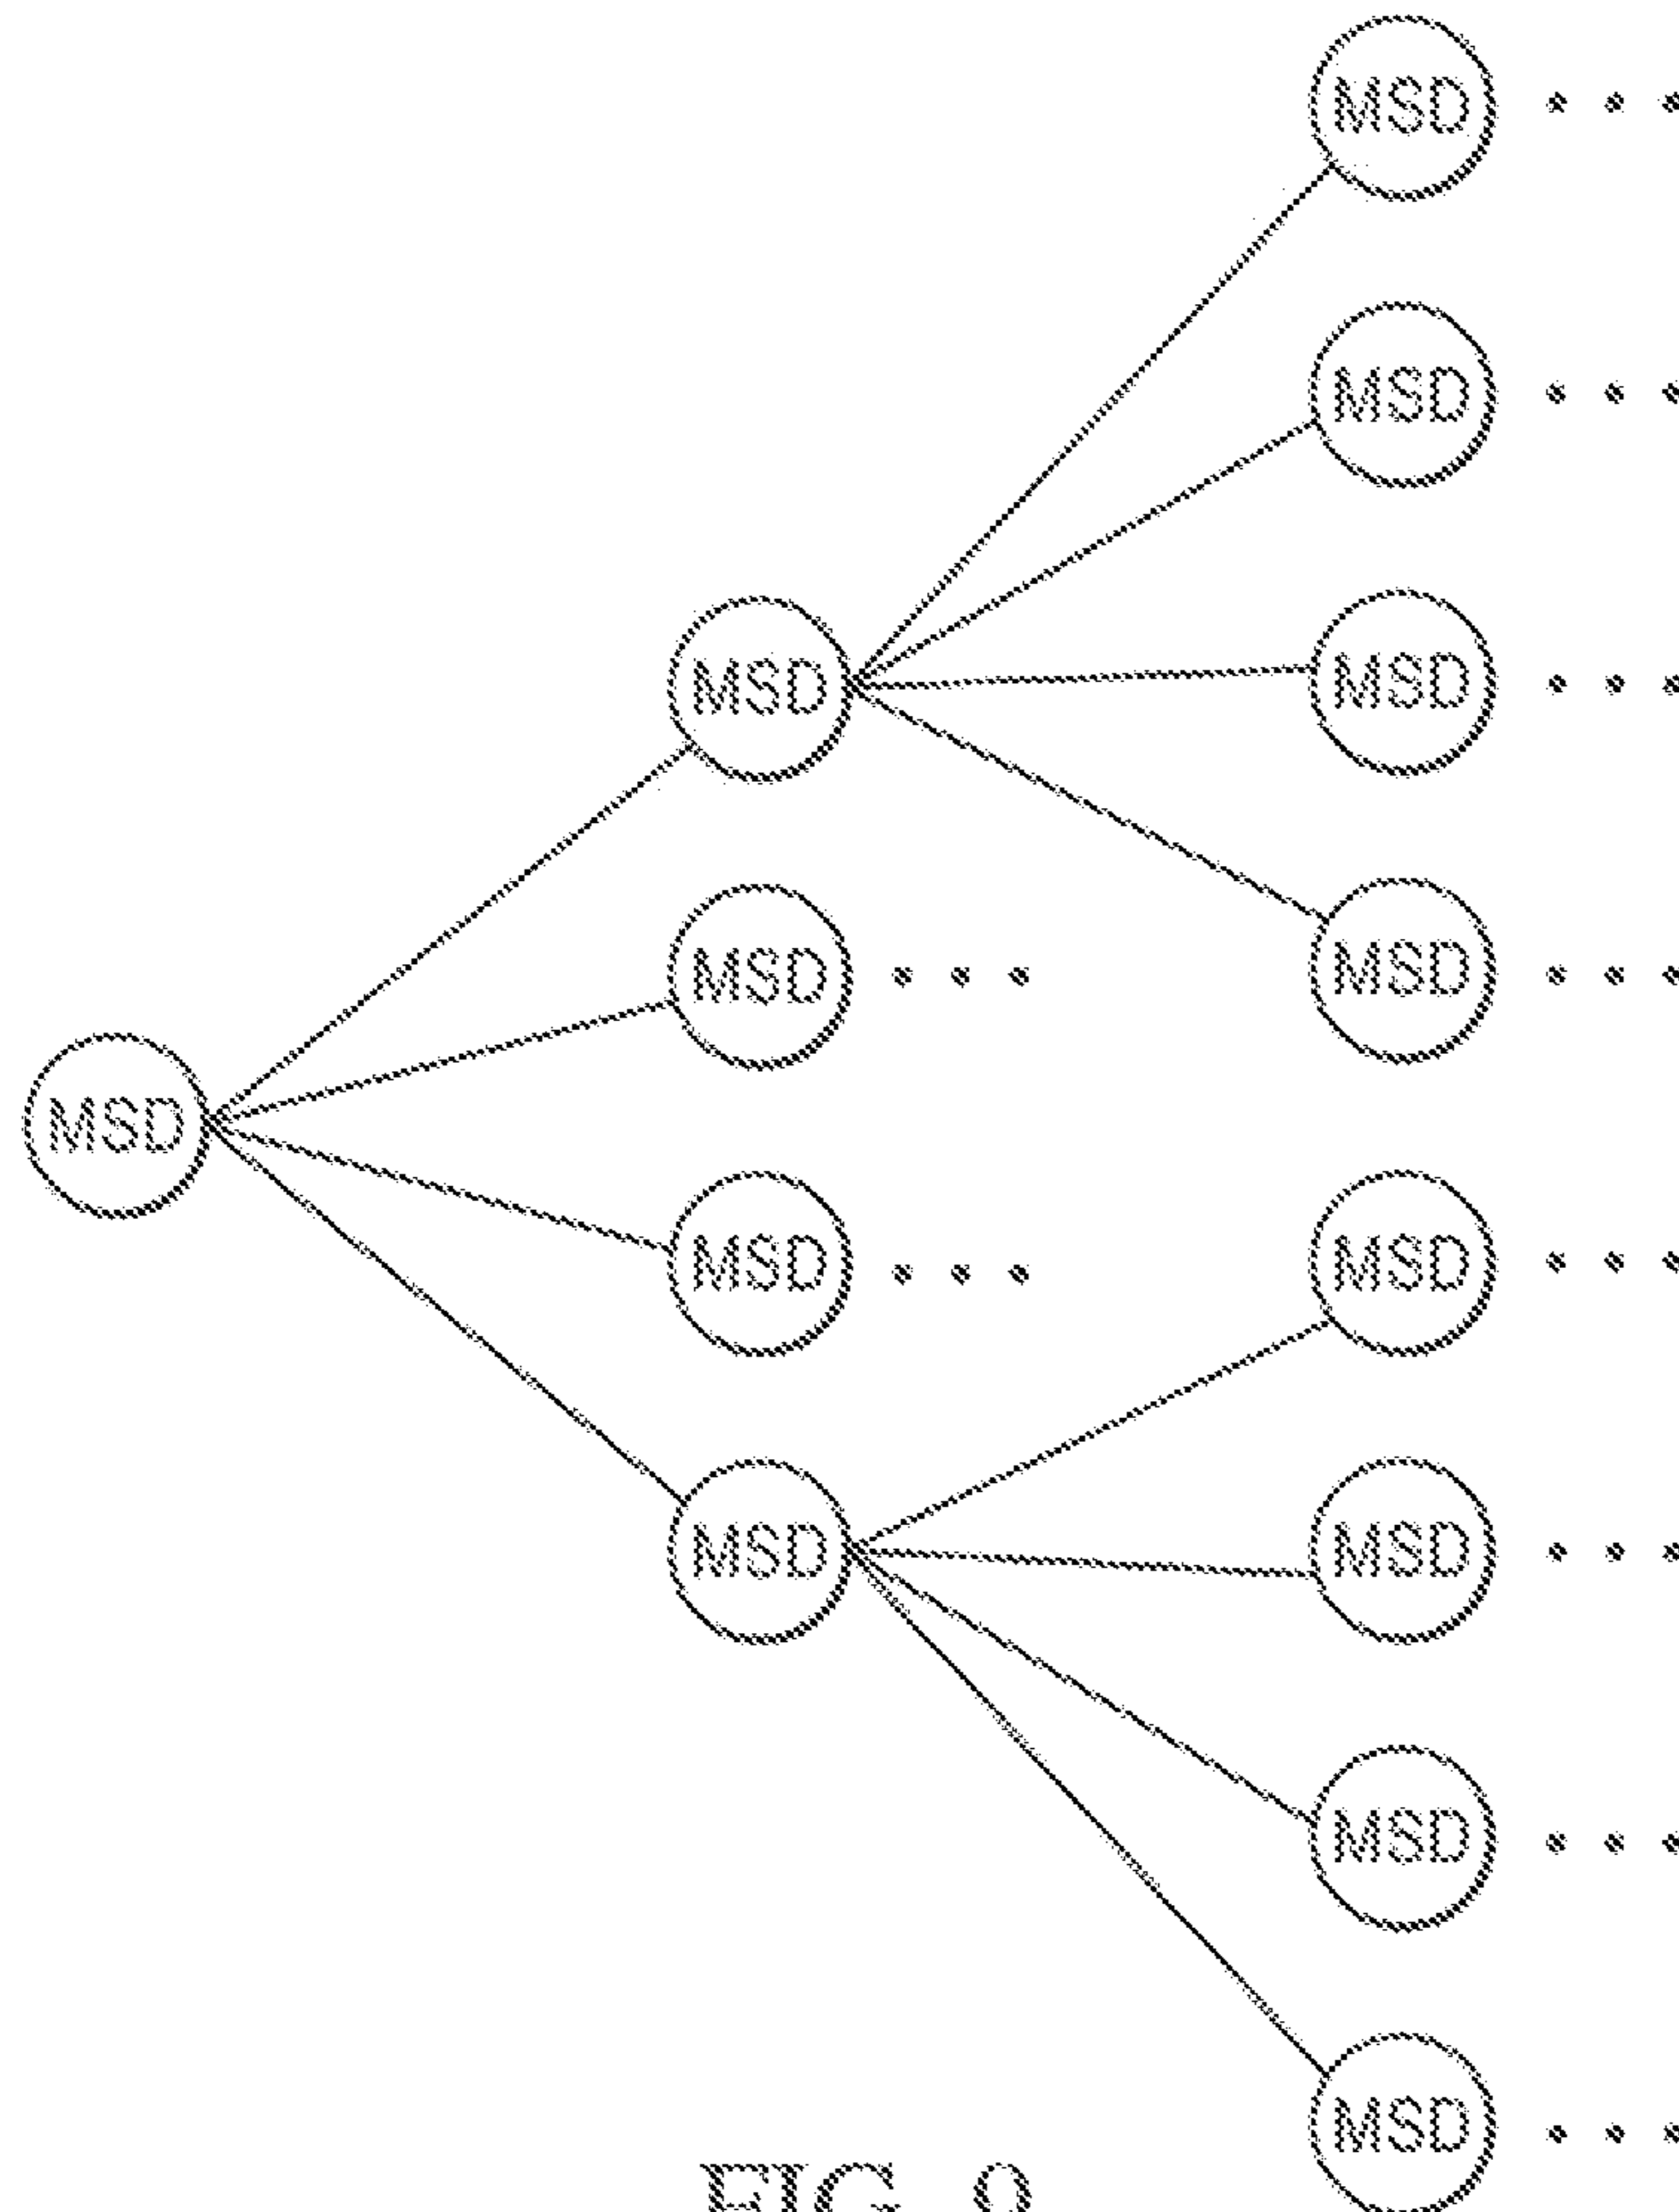 MSD . . .
MSD . . .
MSD
MSD . . .
MSD . . .
MSD . . .
MSD
MSD . . .
MSD . . .
MSD
MSD . . .
MSD . . .
MSD . . .
FIG. 9